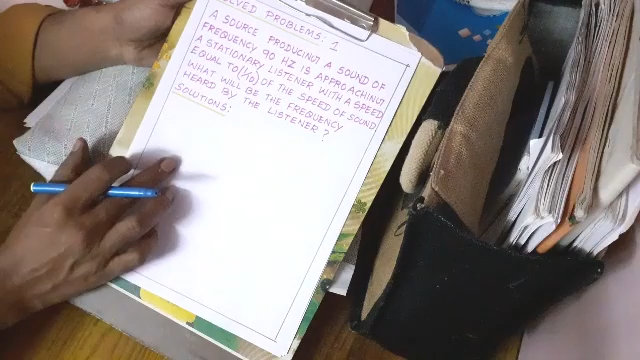 OLVED PROBLEMS: 1
A SOURCE PRODUCING A SOUND OF
FREQUENCY 90 HZ IS APPROACHING
A STATIONARY LISTENER WITH A SPEED
EQUAL TO (1/10) OF THE SPEED OF SOUND
WHAT WILL BE THE FREQUENCY
HEARD BY THE LISTENER ?
SOLUTIONS: